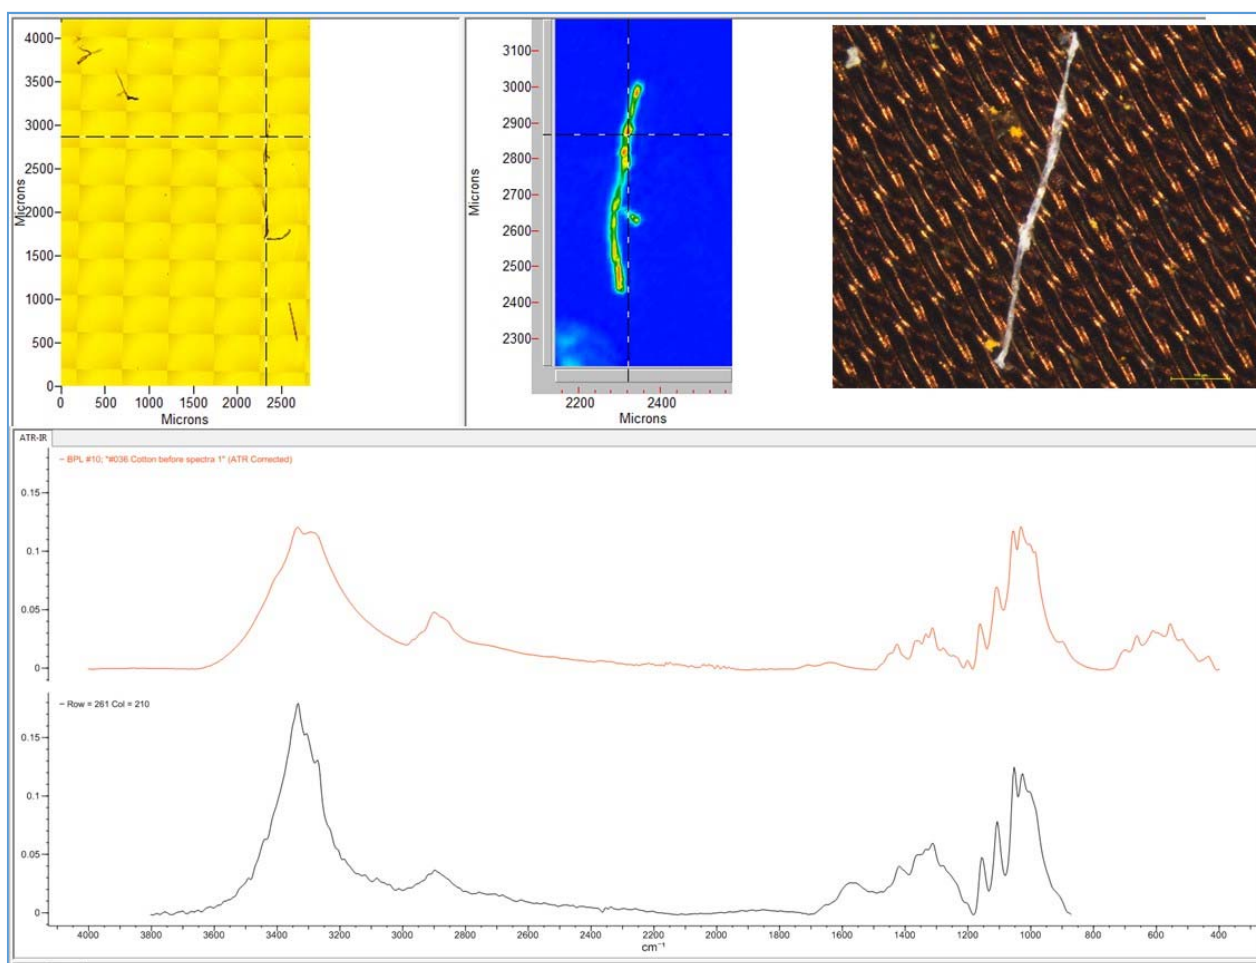 4000
3500
3000
2500
2000
1500
1000
500
0
Microns
0 500 1000 1500 2000 2500
Microns
3100
3000
2900
2800
2700
2600
2500
2400
2300
Microns
2200 2400
Microns
ATR-IR
BPL #10; "#036 Cotton before spectra 1" (ATR Corrected)
0.15
0.1
0.05
0
Row = 261 Col = 210
0.15
0.1
0.05
0
4000 3800 3600 3400 3200 3000 2800 2600 2400 2200 2000 1800 1600 1400 1200 1000 800 600 400
cm⁻¹